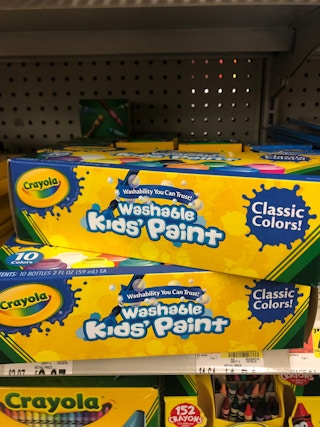 Crayola
Washability You Can Trust!
Washable
Kids' Paint
Classic
Colors!
10
Colors
10 BOTTLES 2 FL OZ (59 mL) EA
Crayola
Washability You Can Trust!
Washable
Kids' Paint
Classic
Colors!
Crayola
152
CRAYONS